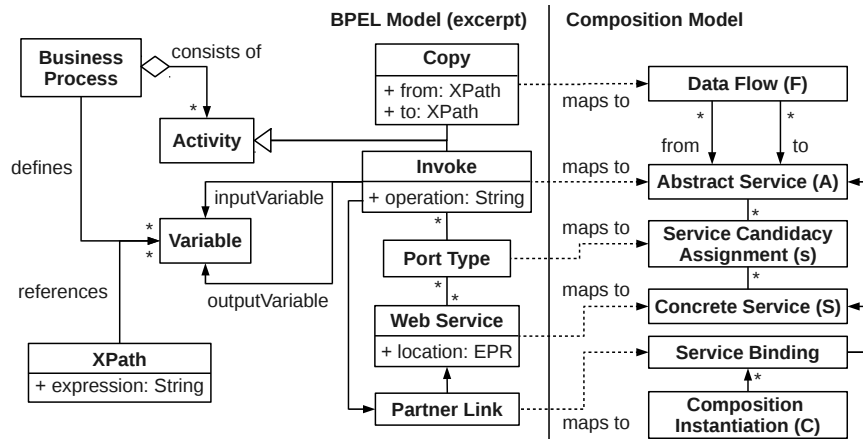 BPEL Model (excerpt)
Composition Model
Business
Process
consists of
*
Activity
Copy
+ from: XPath
+ to: XPath
maps to
Data Flow (F)
*
*
from
to
defines
Invoke
+ operation: String
maps to
Abstract Service (A)
inputVariable
*
*
Variable
*
outputVariable
*
Port Type
maps to
*
Service Candidacy
Assignment (s)
*
references
*
*
Web Service
+ location: EPR
maps to
Concrete Service (S)
XPath
+ expression: String
Service Binding
*
Partner Link
maps to
Composition
Instantiation (C)